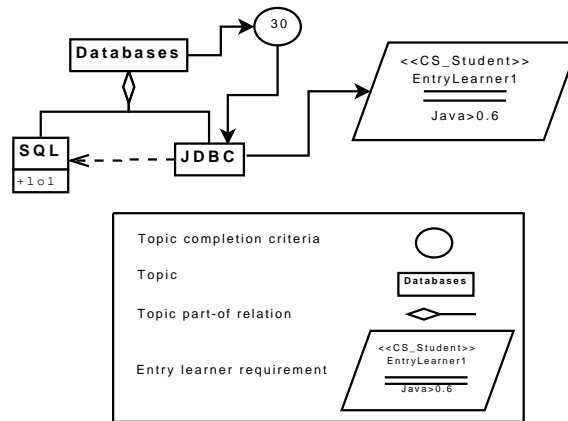 30
Databases
<<CS_Student>>
EntryLearner1
Java>0.6
SQL
JDBC
+lol
Topic completion criteria
Topic
Databases
Topic part-of relation
<<CS_Student>>
EntryLearner1
Entry learner requirement
Java>0.6